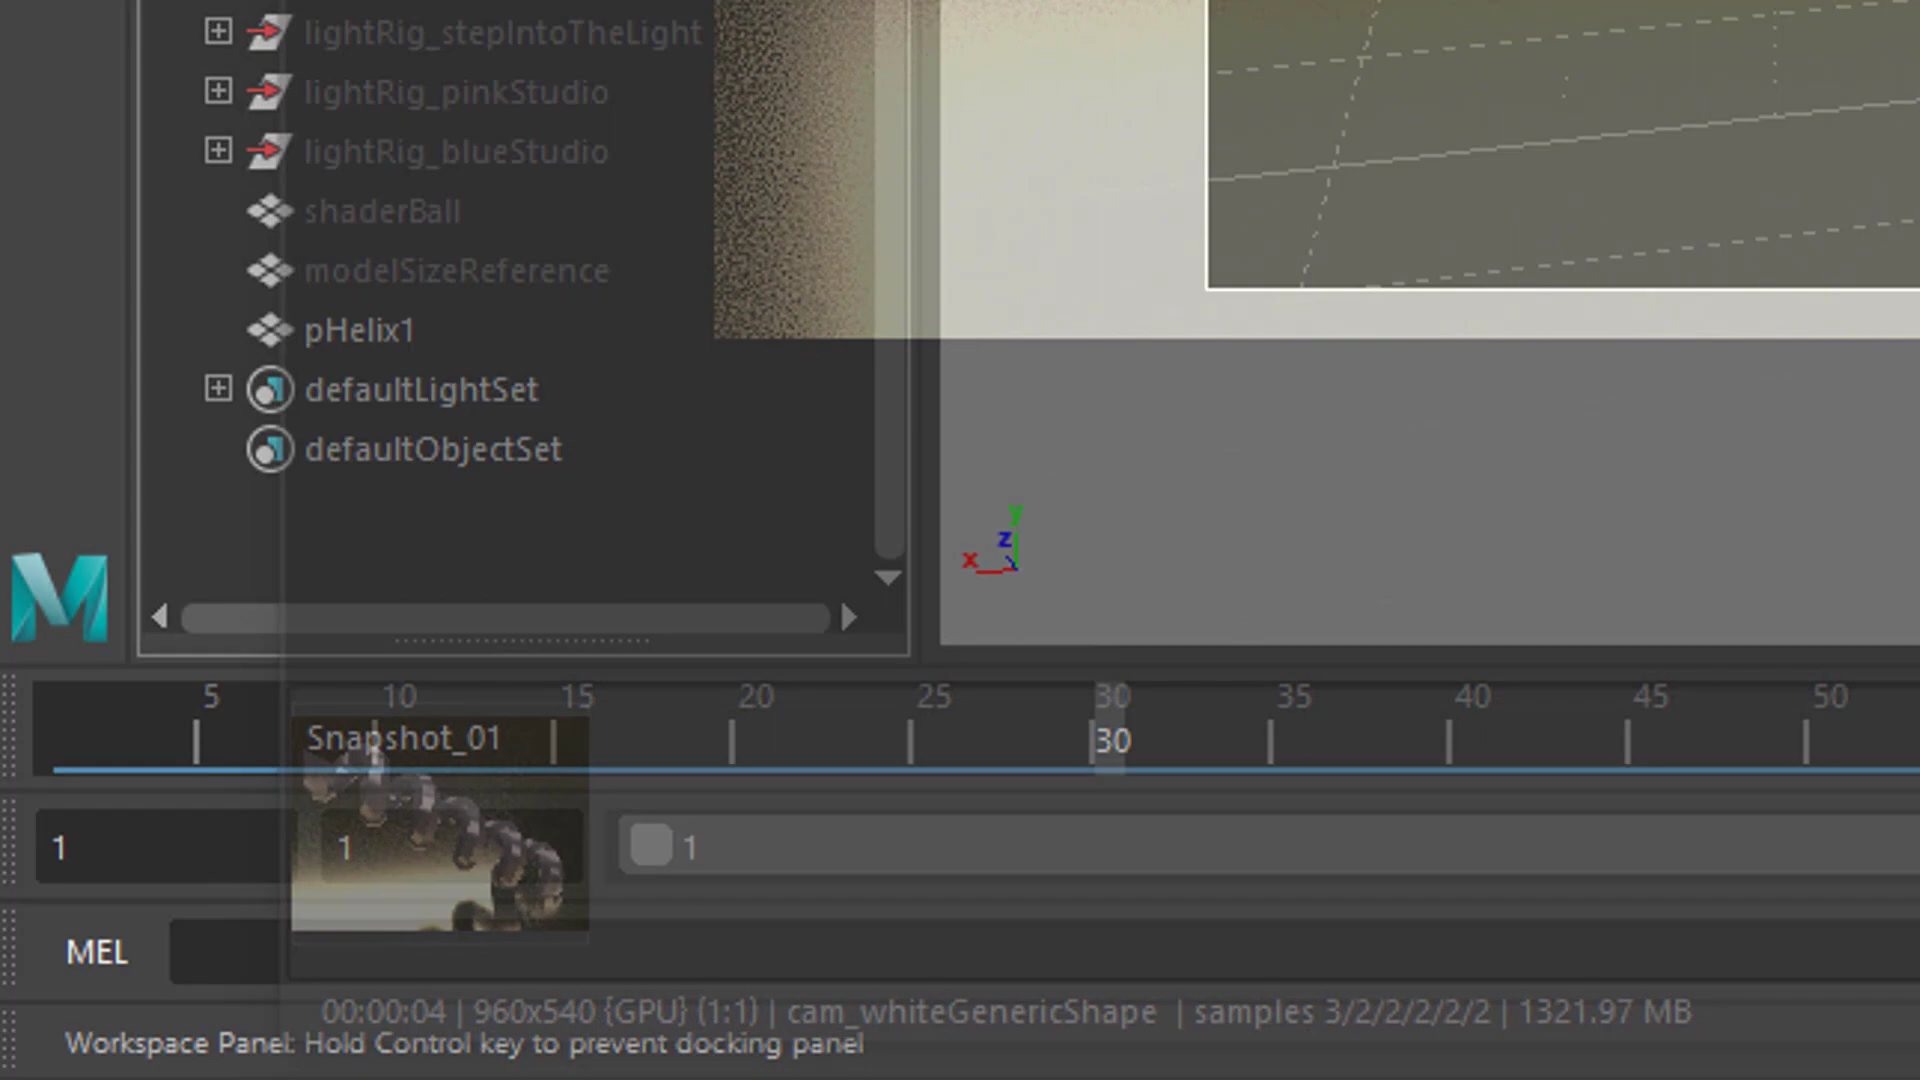 lightRig_stepIntoTheLight
lightRig_pinkStudio
lightRig_blueStudio
shaderBall
modelSizeReference
pHelix1
defaultLightSet
defaultObjectSet
y
z
x
M
5 10 15 20 25 30 35 40 45 50
30
Snapshot_01
1 1 1
MEL
00:00:04 | 960x540 {GPU} (1:1) | cam_whiteGenericShape | samples 3/2/2/2/2/2 | 1321.97 MB
Workspace Panel: Hold Control key to prevent docking panel